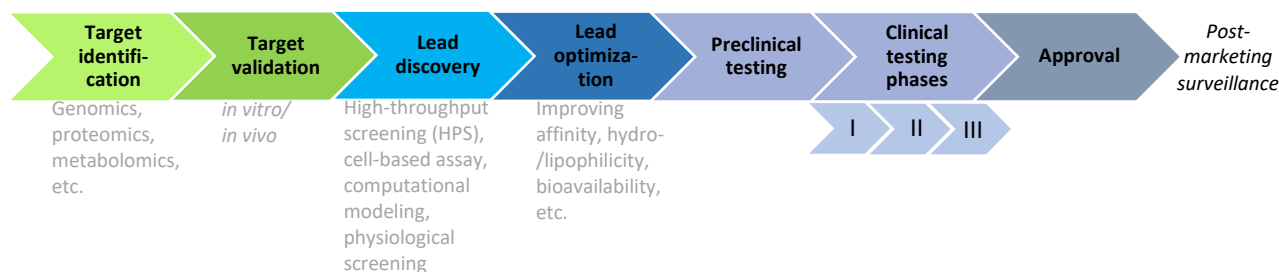 Target
identifi-
cation
Target
validation
Lead
discovery
Lead
optimiza-
tion
Preclinical
testing
Clinical
testing
phases
Approval
Post-
marketing
surveillance
Genomics,
proteomics,
metabolomics,
etc.
in vitro/
in vivo
High-throughput
screening (HPS),
cell-based assay,
computational
modeling,
physiological
screening
Improving
affinity, hydro-
/lipophilicity,
bioavailability,
etc.
I
II
III